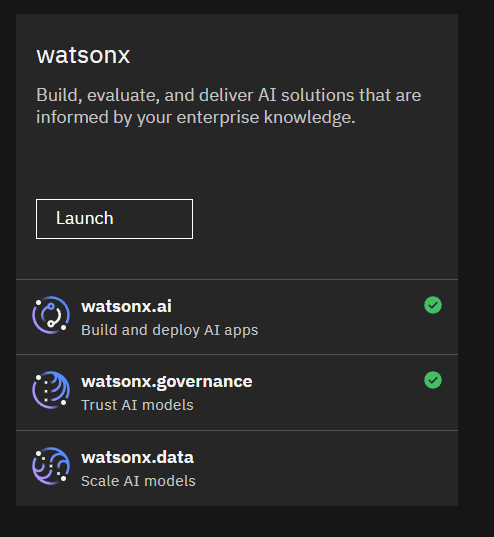 watsonx
Build, evaluate, and deliver AI solutions that are
informed by your enterprise knowledge.
Launch
watsonx.ai
Build and deploy AI apps
watsonx.governance
Trust AI models
watsonx.data
Scale AI models